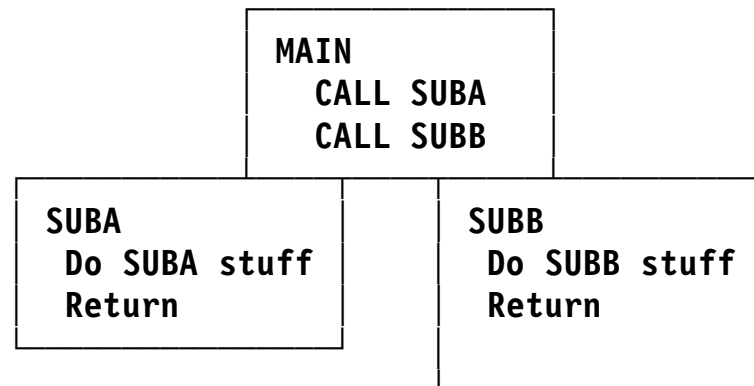 MAIN
CALL SUBA
CALL SUBB
SUBA
Do SUBA stuff
Return
SUBB
Do SUBB stuff
Return